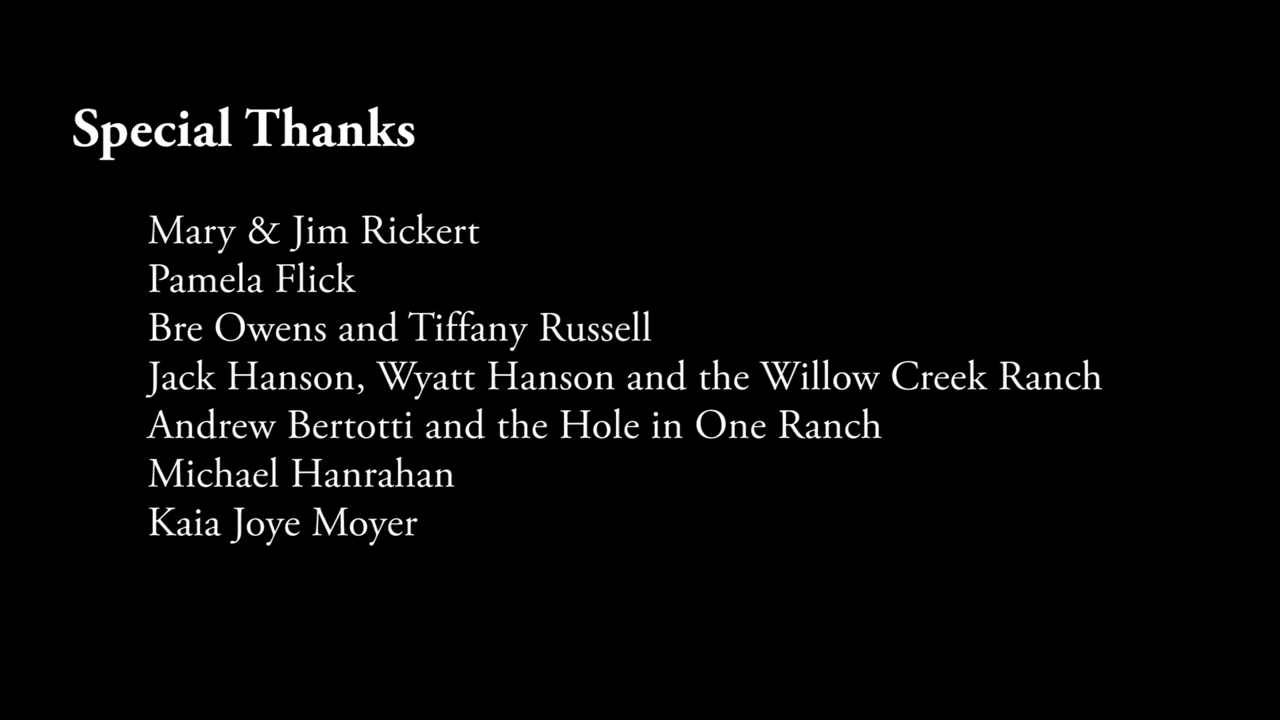 Special Thanks
Mary & Jim Rickert
Pamela Flick
Bre Owens and Tiffany Russell
Jack Hanson, Wyatt Hanson and the Willow Creek Ranch
Andrew Bertotti and the Hole in One Ranch
Michael Hanrahan
Kaia Joye Moyer